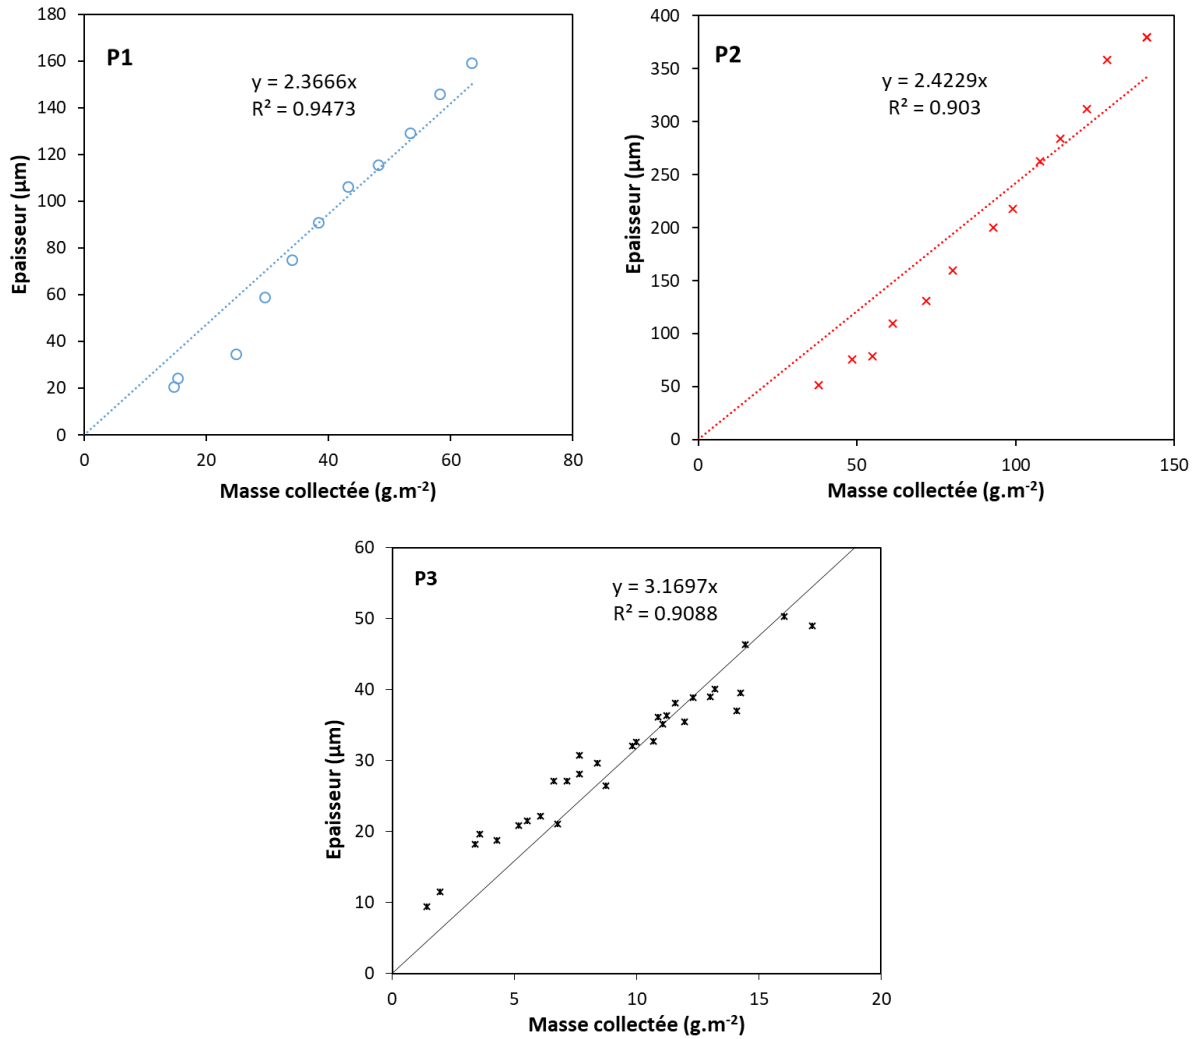 P1
y = 2.3666x
R² = 0.9473
Epaisseur (µm)
180
160
140
120
100
80
60
40
20
0
0 20 40 60 80
Masse collectée (g.m⁻²)
P2
y = 2.4229x
R² = 0.903
Epaisseur (µm)
400
350
300
250
200
150
100
50
0
0 50 100 150
Masse collectée (g.m⁻²)
P3
y = 3.1697x
R² = 0.9088
Epaisseur (µm)
60
50
40
30
20
10
0
0 5 10 15 20
Masse collectée (g.m⁻²)